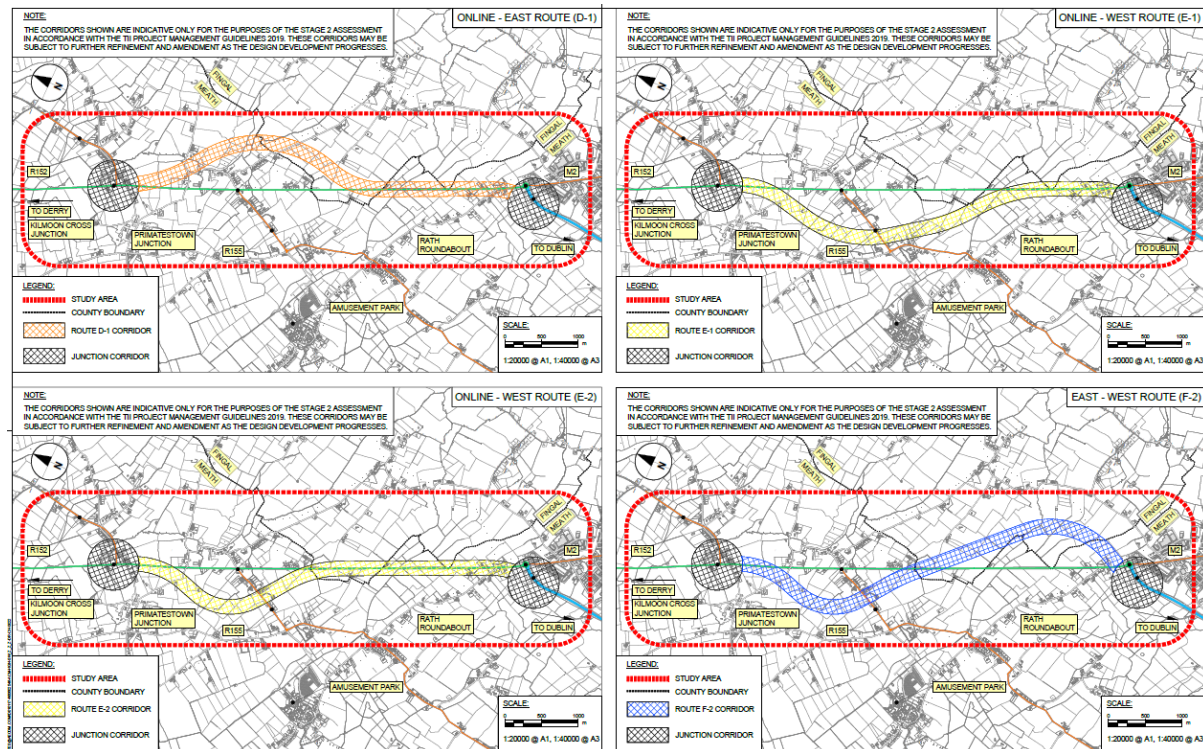 NOTE:
THE CORRIDORS SHOWN ARE INDICATIVE ONLY FOR THE PURPOSES OF THE STAGE 2 ASSESSMENT
IN ACCORDANCE WITH THE TII PROJECT MANAGEMENT GUIDELINES 2019. THESE CORRIDORS MAY BE
SUBJECT TO FURTHER REFINEMENT AND AMENDMENT AS THE DESIGN DEVELOPMENT PROGRESSES.
ONLINE - EAST ROUTE (D-1)
N
FINGAL
MEATH
FINGAL
MEATH
R152
M2
TO DERRY
KILMOON CROSS
JUNCTION
PRIMATESTOWN
JUNCTION
R155
RATH
ROUNDABOUT
TO DUBLIN
LEGEND:
STUDY AREA
COUNTY BOUNDARY
ROUTE D-1 CORRIDOR
JUNCTION CORRIDOR
AMUSEMENT PARK
SCALE:
0 500 1000
m
1:20000 @ A1, 1:40000 @ A3
NOTE:
THE CORRIDORS SHOWN ARE INDICATIVE ONLY FOR THE PURPOSES OF THE STAGE 2 ASSESSMENT
IN ACCORDANCE WITH THE TII PROJECT MANAGEMENT GUIDELINES 2019. THESE CORRIDORS MAY BE
SUBJECT TO FURTHER REFINEMENT AND AMENDMENT AS THE DESIGN DEVELOPMENT PROGRESSES.
ONLINE - WEST ROUTE (E-1)
N
FINGAL
MEATH
FINGAL
MEATH
R152
M2
TO DERRY
KILMOON CROSS
JUNCTION
PRIMATESTOWN
JUNCTION
R155
RATH
ROUNDABOUT
TO DUBLIN
LEGEND:
STUDY AREA
COUNTY BOUNDARY
ROUTE E-1 CORRIDOR
JUNCTION CORRIDOR
AMUSEMENT PARK
SCALE:
0 500 1000
m
1:20000 @ A1, 1:40000 @ A3
NOTE:
THE CORRIDORS SHOWN ARE INDICATIVE ONLY FOR THE PURPOSES OF THE STAGE 2 ASSESSMENT
IN ACCORDANCE WITH THE TII PROJECT MANAGEMENT GUIDELINES 2019. THESE CORRIDORS MAY BE
SUBJECT TO FURTHER REFINEMENT AND AMENDMENT AS THE DESIGN DEVELOPMENT PROGRESSES.
ONLINE - WEST ROUTE (E-2)
N
FINGAL
MEATH
FINGAL
MEATH
R152
M2
TO DERRY
KILMOON CROSS
JUNCTION
PRIMATESTOWN
JUNCTION
R155
RATH
ROUNDABOUT
TO DUBLIN
LEGEND:
STUDY AREA
COUNTY BOUNDARY
ROUTE E-2 CORRIDOR
JUNCTION CORRIDOR
AMUSEMENT PARK
SCALE:
0 500 1000
m
1:20000 @ A1, 1:40000 @ A3
NOTE:
THE CORRIDORS SHOWN ARE INDICATIVE ONLY FOR THE PURPOSES OF THE STAGE 2 ASSESSMENT
IN ACCORDANCE WITH THE TII PROJECT MANAGEMENT GUIDELINES 2019. THESE CORRIDORS MAY BE
SUBJECT TO FURTHER REFINEMENT AND AMENDMENT AS THE DESIGN DEVELOPMENT PROGRESSES.
EAST - WEST ROUTE (F-2)
N
FINGAL
MEATH
FINGAL
MEATH
R152
M2
TO DERRY
KILMOON CROSS
JUNCTION
PRIMATESTOWN
JUNCTION
R155
RATH
ROUNDABOUT
TO DUBLIN
LEGEND:
STUDY AREA
COUNTY BOUNDARY
ROUTE F-2 CORRIDOR
JUNCTION CORRIDOR
AMUSEMENT PARK
SCALE:
0 500 1000
m
1:20000 @ A1, 1:40000 @ A3